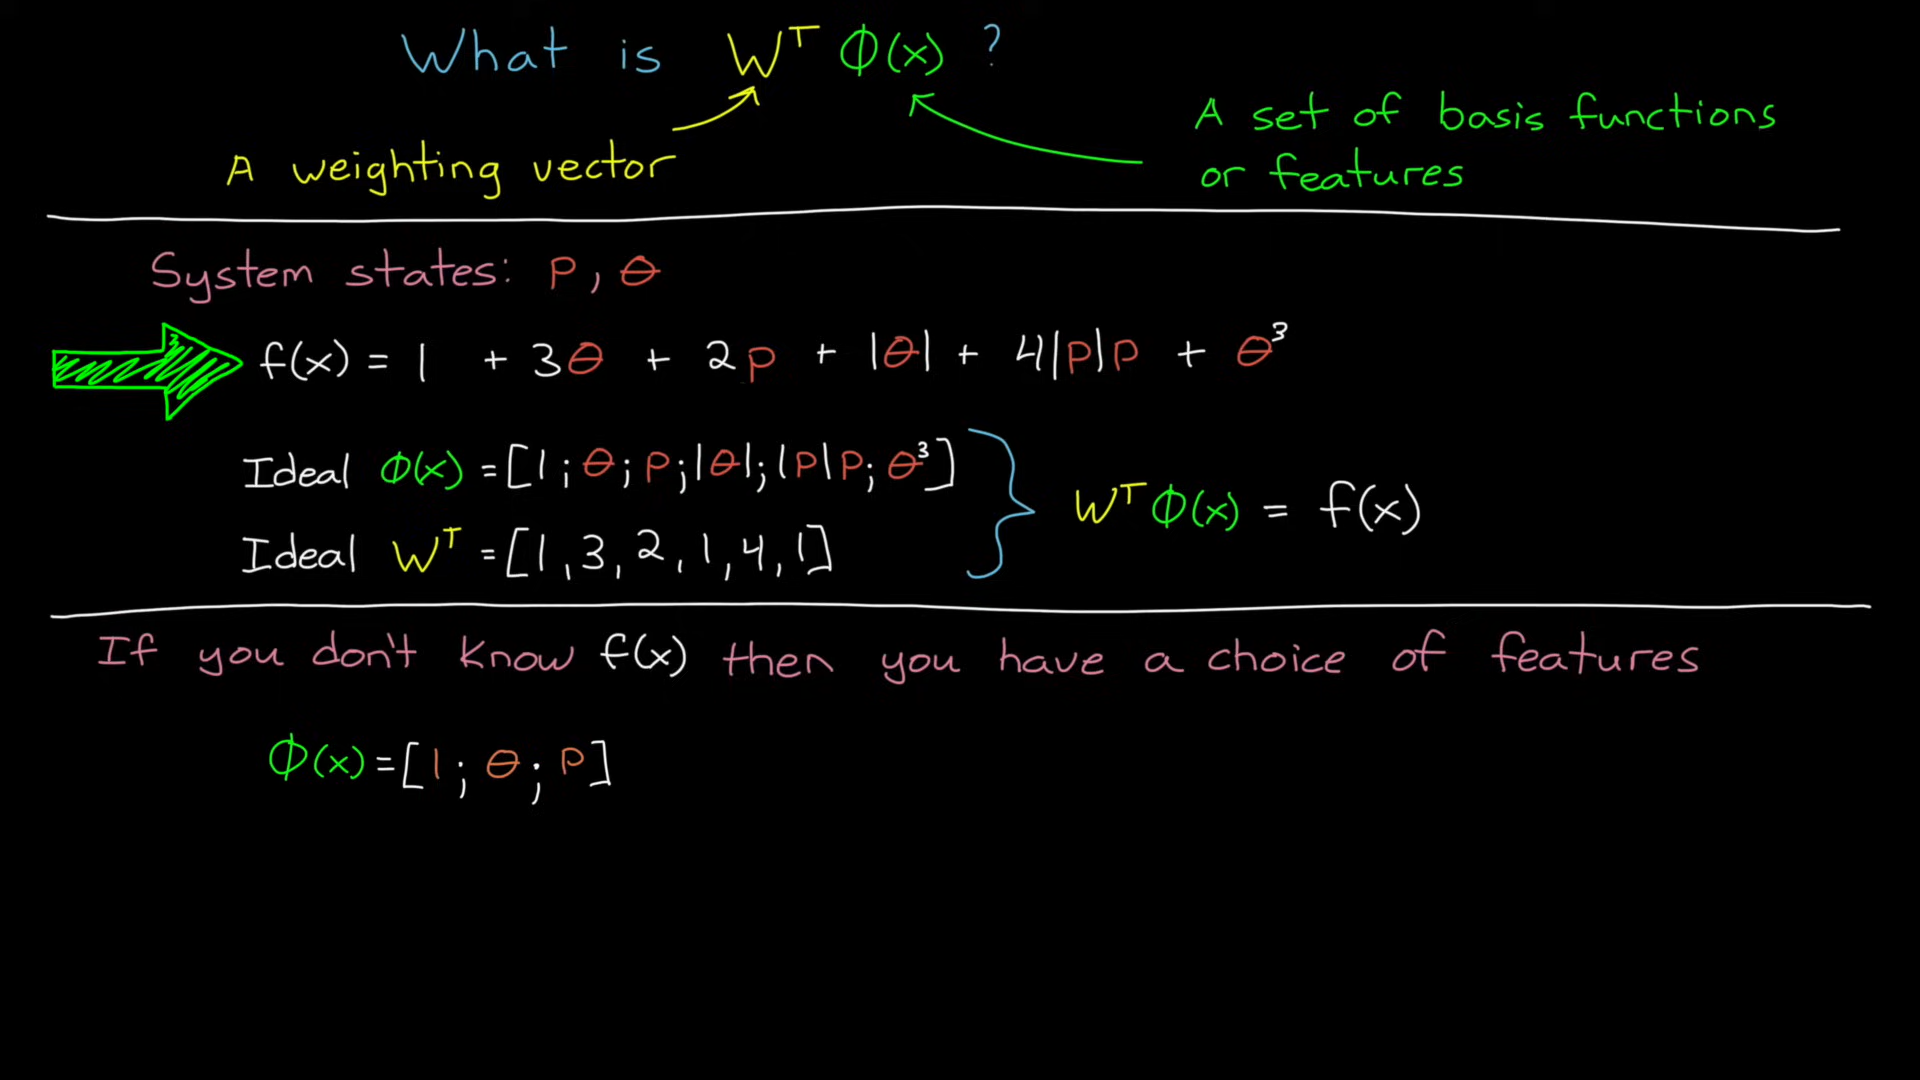 What is Wᵀ Φ(x) ?
A weighting vector
A set of basis functions
or features
System states: p, θ
f(x) = 1 + 3θ + 2p + |θ| + 4|p|p + θ³
Ideal Φ(x) = [1; θ; p; |θ|; |p|p; θ³]
Ideal Wᵀ = [1, 3, 2, 1, 4, 1]
WᵀΦ(x) = f(x)
If you don't know f(x) then you have a choice of features
Φ(x) = [1; θ; p]